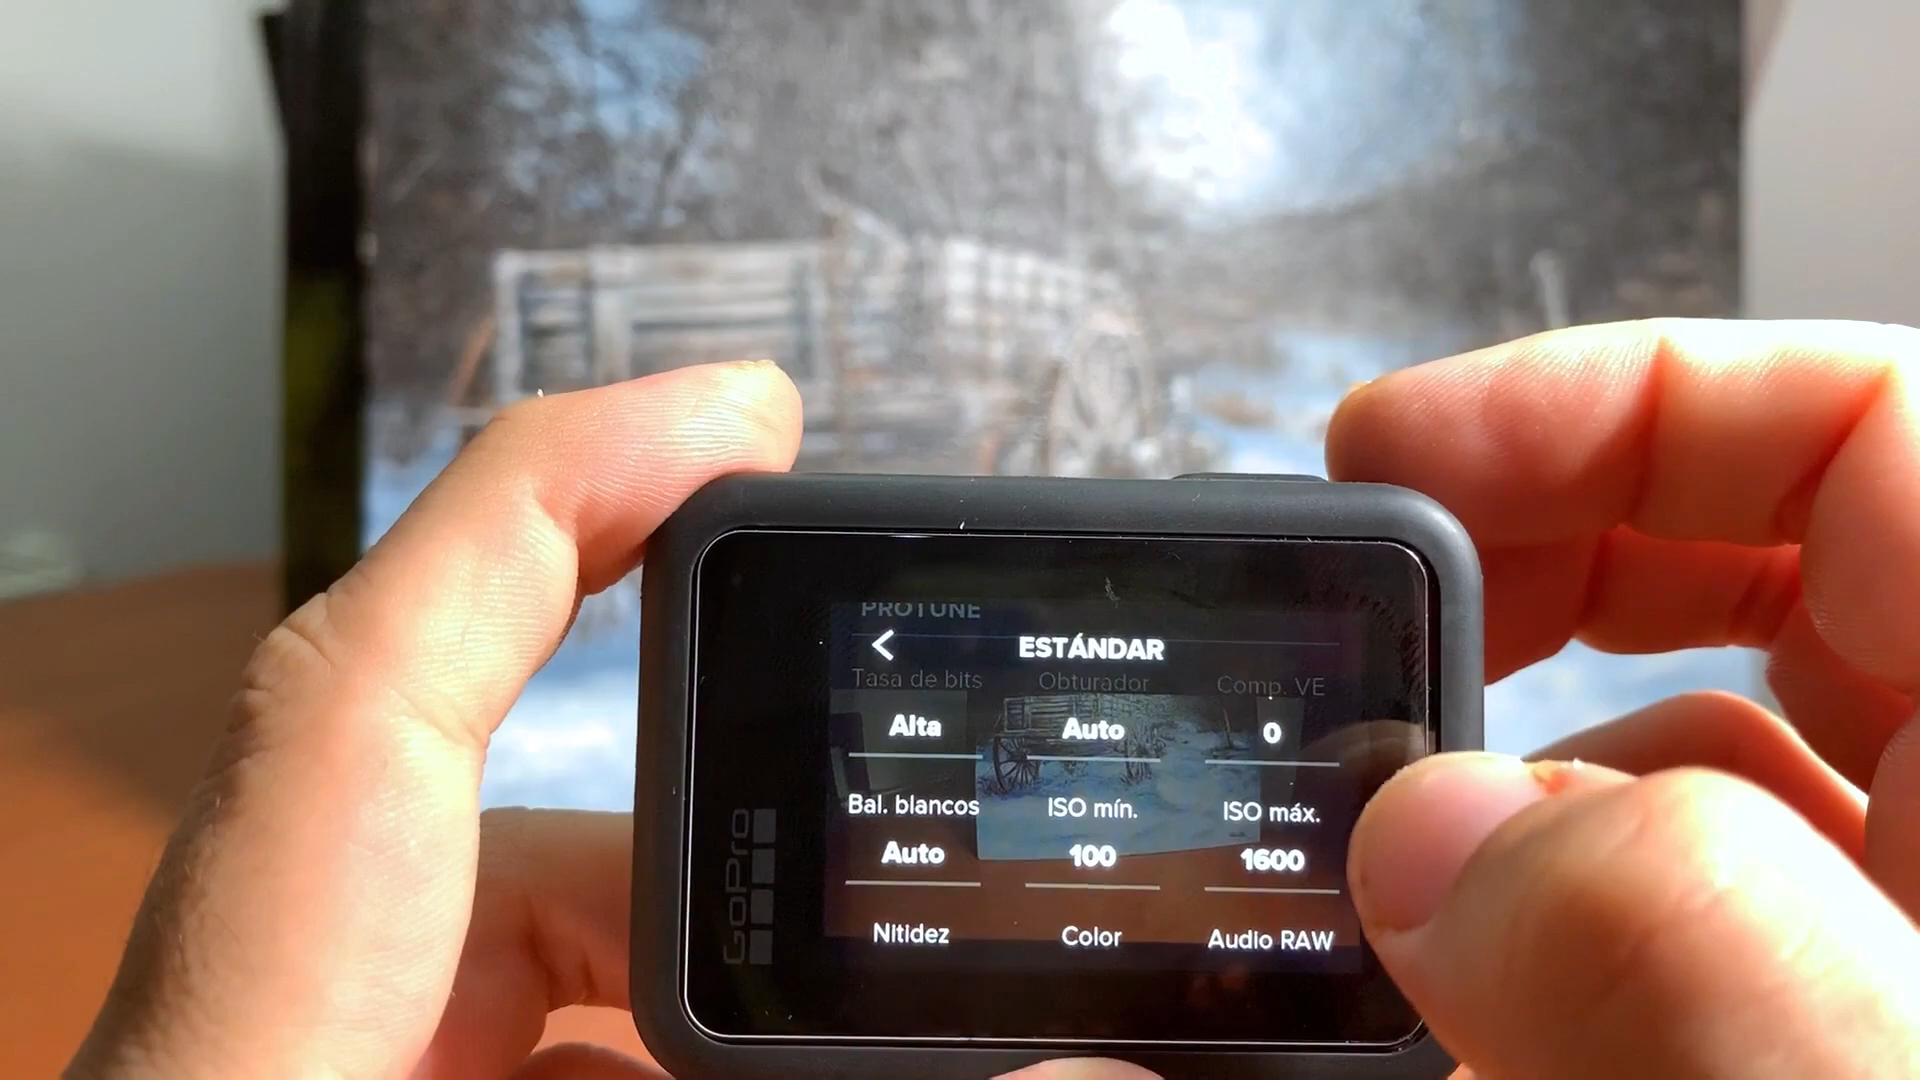 PROTUNE
ESTÁNDAR
Tasa de bits Obturador Comp. VE
Alta Auto 0
Bal. blancos ISO mín. ISO máx.
Auto 100 1600
Nitidez Color Audio RAW
GoPro